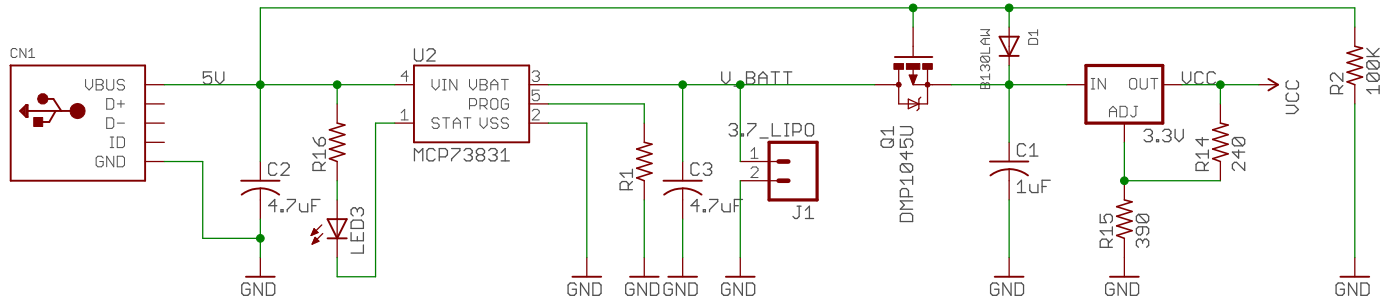 CN1
VBUS
D+
D-
ID
GND
5V
C2
4.7uF
GND
R16
LED3
U2
4
1
VIN VBAT
PROG
STAT VSS
3
5
2
MCP73831
GND
R1
GND
C3
4.7uF
GND
V_BATT
3.7_LIPO
1
2
J1
GND
Q1
DMP1045U
B130LAW
D1
C1
1uF
GND
IN OUT
ADJ
3.3V
VCC
VCC
R14
240
R15
390
GND
R2
100K
GND